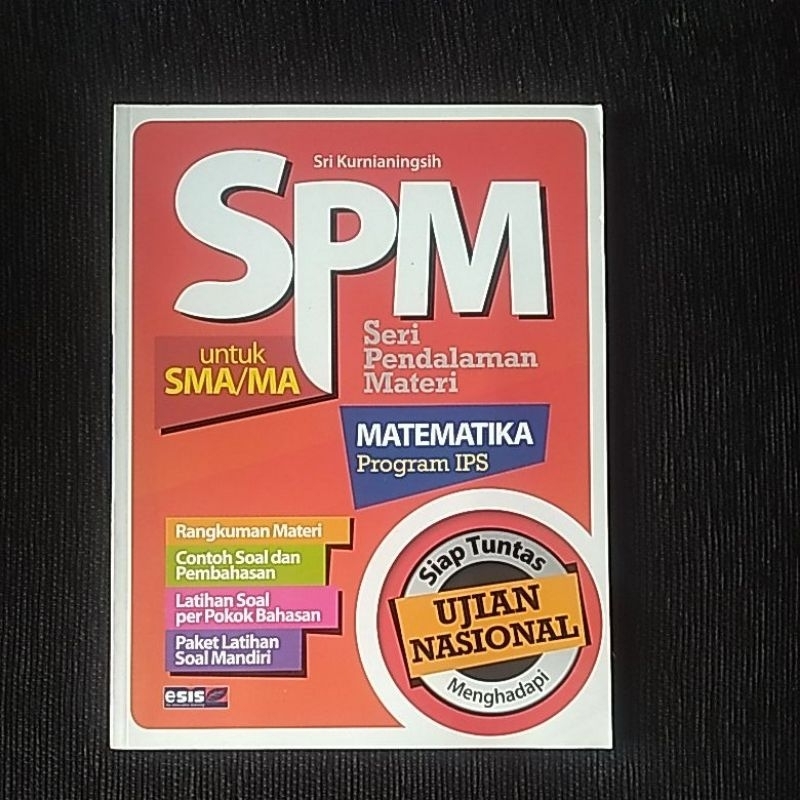 Sri Kurnianingsih
SPM
untuk
SMA/MA
Seri
Pendalaman
Materi
MATEMATIKA
Program IPS
Rangkuman Materi
Contoh Soal dan
Pembahasan
Latihan Soal
per Pokok Bahasan
Paket Latihan
Soal Mandiri
Siap Tuntas
UJIAN
NASIONAL
Menghadapi
esis